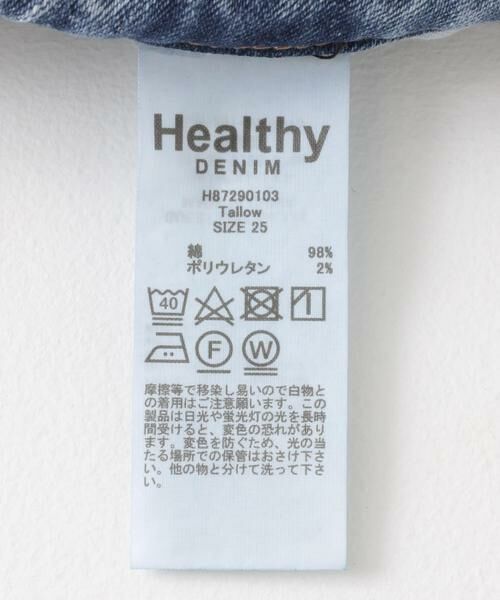 Healthy
DENIM
H87290103
Tallow
SIZE 25
綿 98%
ポリウレタン 2%
40
F W
摩擦等で移染し易いので白物と
の着用はご注意願います。この
製品は日光や蛍光灯の光を長時
間受けると、変色の恐れがあり
ます。変色を防ぐため、光の当
たる場所での保管はおさけ下さ
い。他の物と分けて洗って下さ
い。